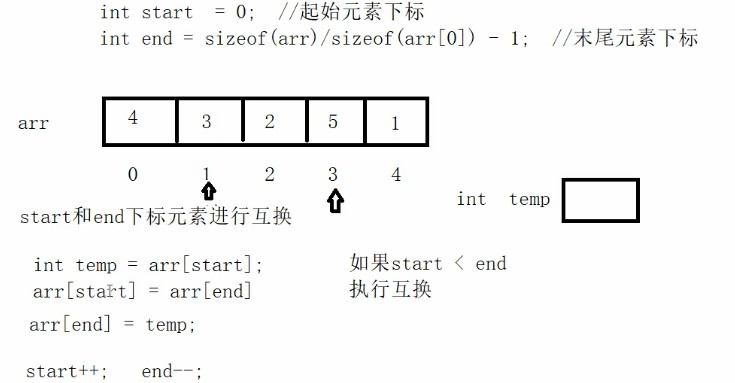 int start = 0; //起始元素下标
int end = sizeof(arr)/sizeof(arr[0]) - 1; //末尾元素下标
arr 4 3 2 5 1
0 1 2 3 4
int temp
start和end下标元素进行互换
int temp = arr[start]; 如果start < end
arr[start] = arr[end] 执行互换
arr[end] = temp;
start++; end--;